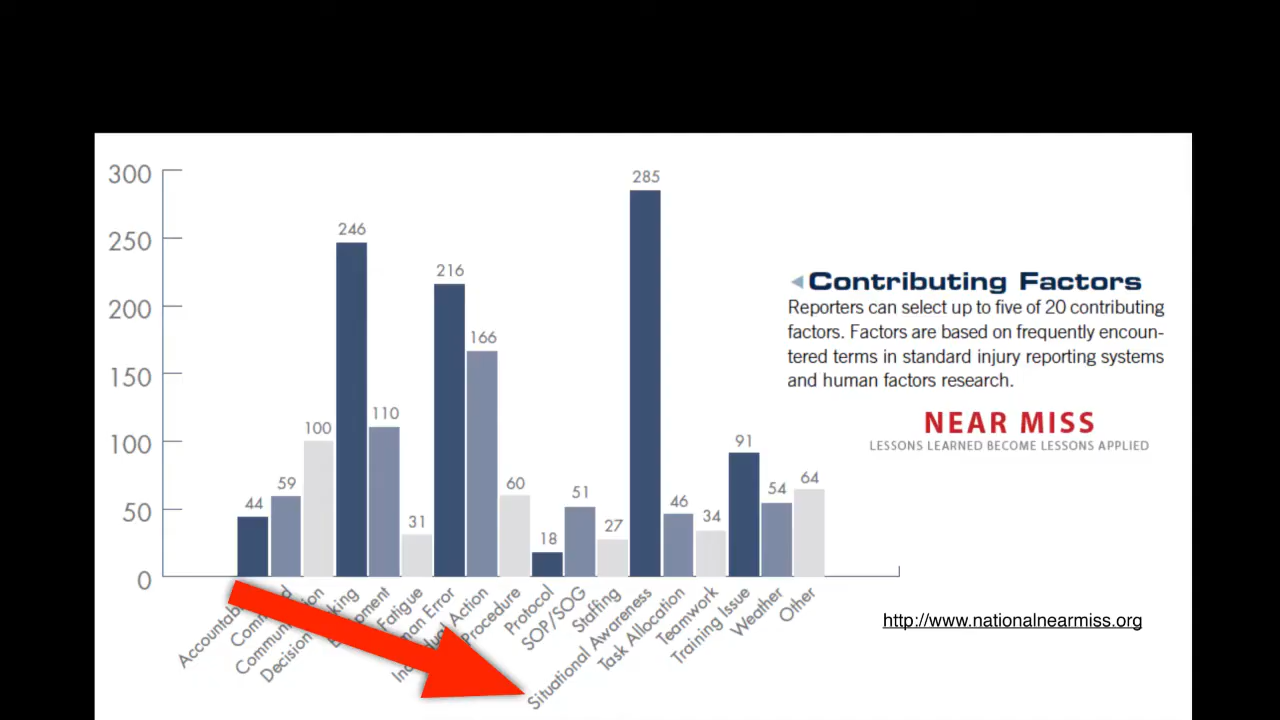 300
250
200
150
100
50
0
44
59
100
246
110
31
216
166
60
18
51
27
285
46
34
91
54
64
Fatigue
Procedure
Protocol
SOP/SOG
Staffing
Situational Awareness
Task Allocation
Teamwork
Training Issue
Weather
Other
Contributing Factors
Reporters can select up to five of 20 contributing
factors. Factors are based on frequently encoun-
tered terms in standard injury reporting systems
and human factors research.
NEAR MISS
LESSONS LEARNED BECOME LESSONS APPLIED
http://www.nationalnearmiss.org